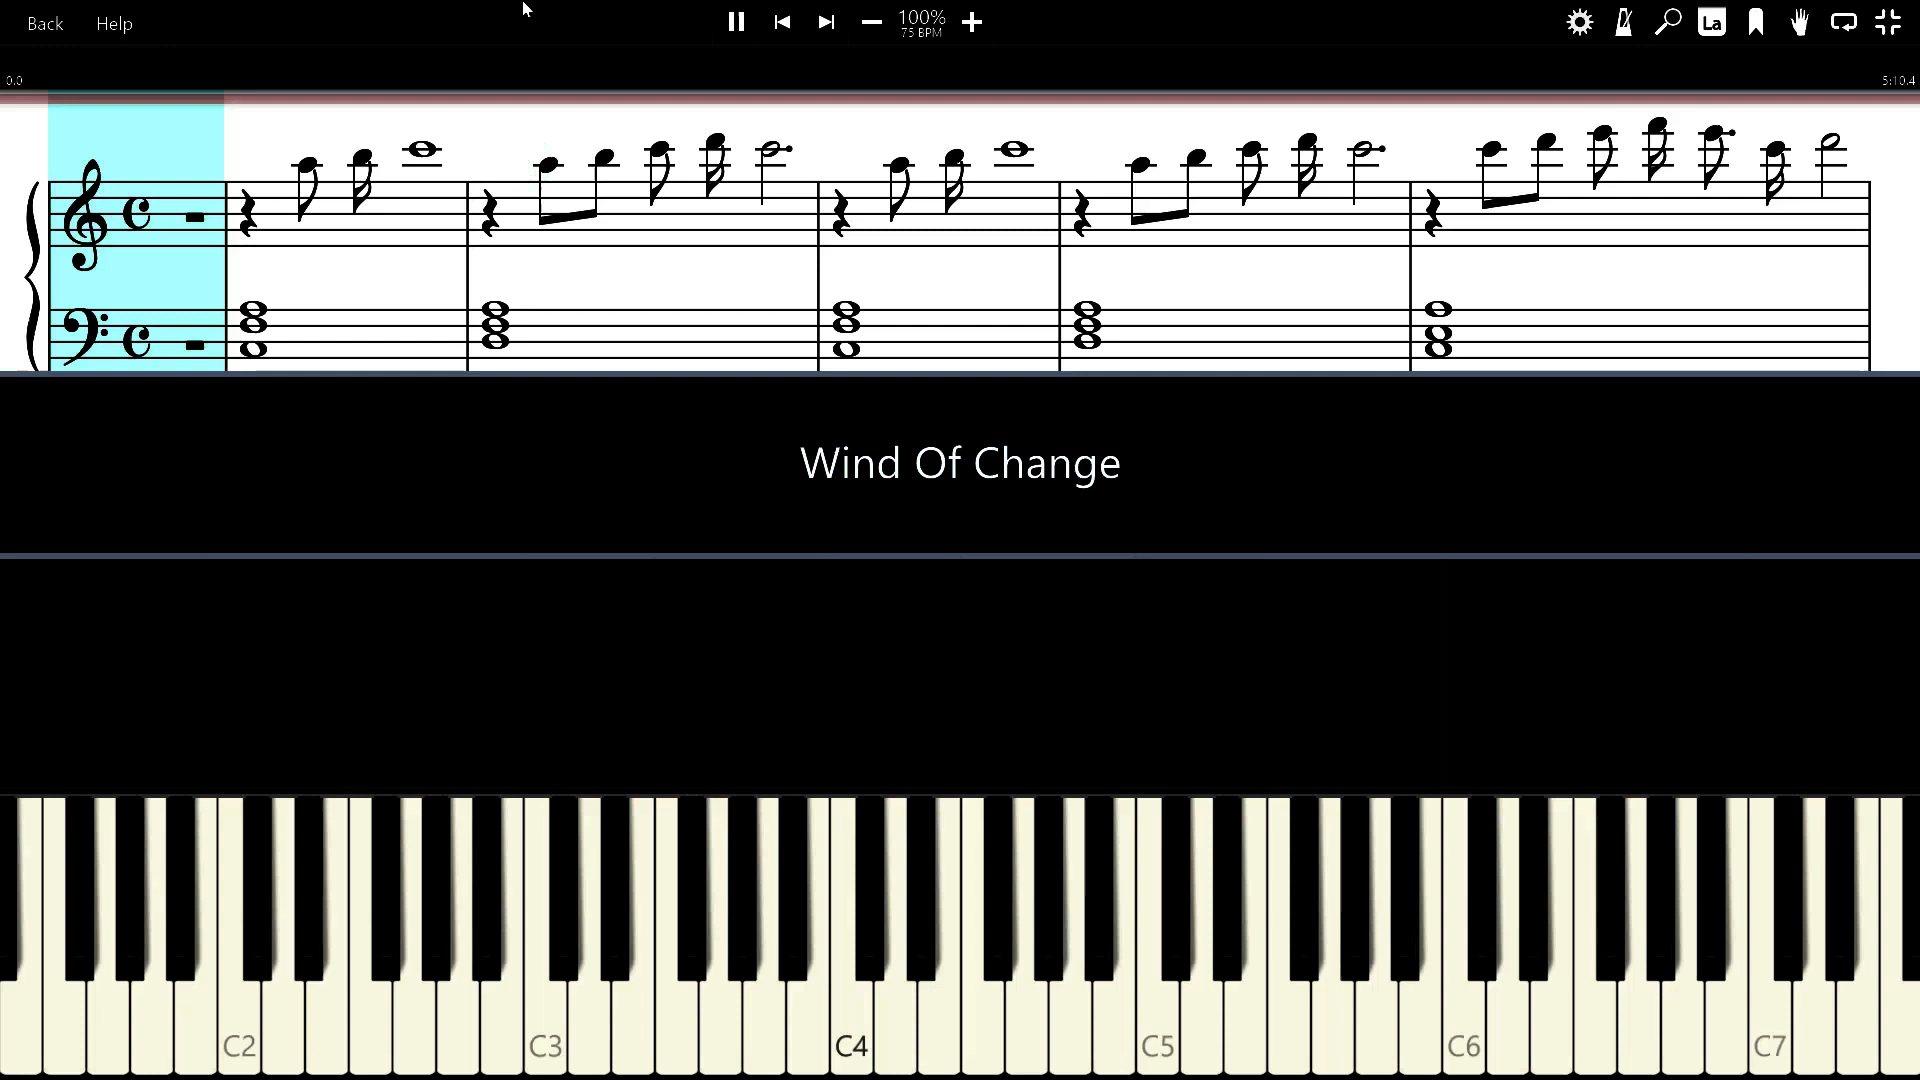 Back Help
100%
75 BPM
La
0.0
5:10.4
Wind Of Change
C2 C3 C4 C5 C6 C7